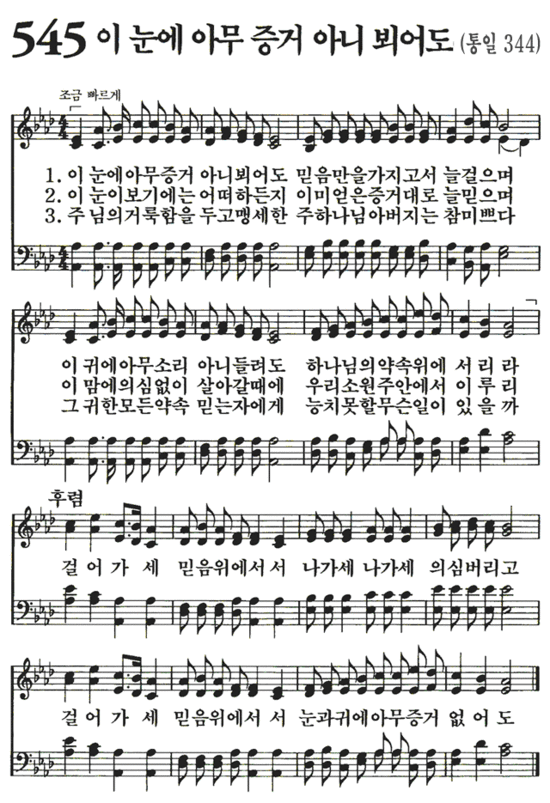 545 이 눈에 아무 증거 아니 뵈어도 (통일 344)
조금 빠르게
1. 이 눈에아무증거 아니뵈어도 믿음만을가지고서 늘걸으며
2. 이 눈이보기에는 어떠하든지 이미얻은증거대로 늘믿으며
3. 주 님의거룩함을 두고맹세한 주하나님아버지는 참미쁘다
이 귀에아무소리 아니들려도 하나님의약속위에 서리라
이 맘에의심없이 살아갈때에 우리소원주안에서 이루리
그 귀한모든약속 믿는자에게 능치못할무슨일이 있을까
후렴
걸 어 가 세 믿음위에서 서 나가세 나가세 의심버리고
걸 어 가 세 믿음위에서 서 눈과귀에아무증거 없어도